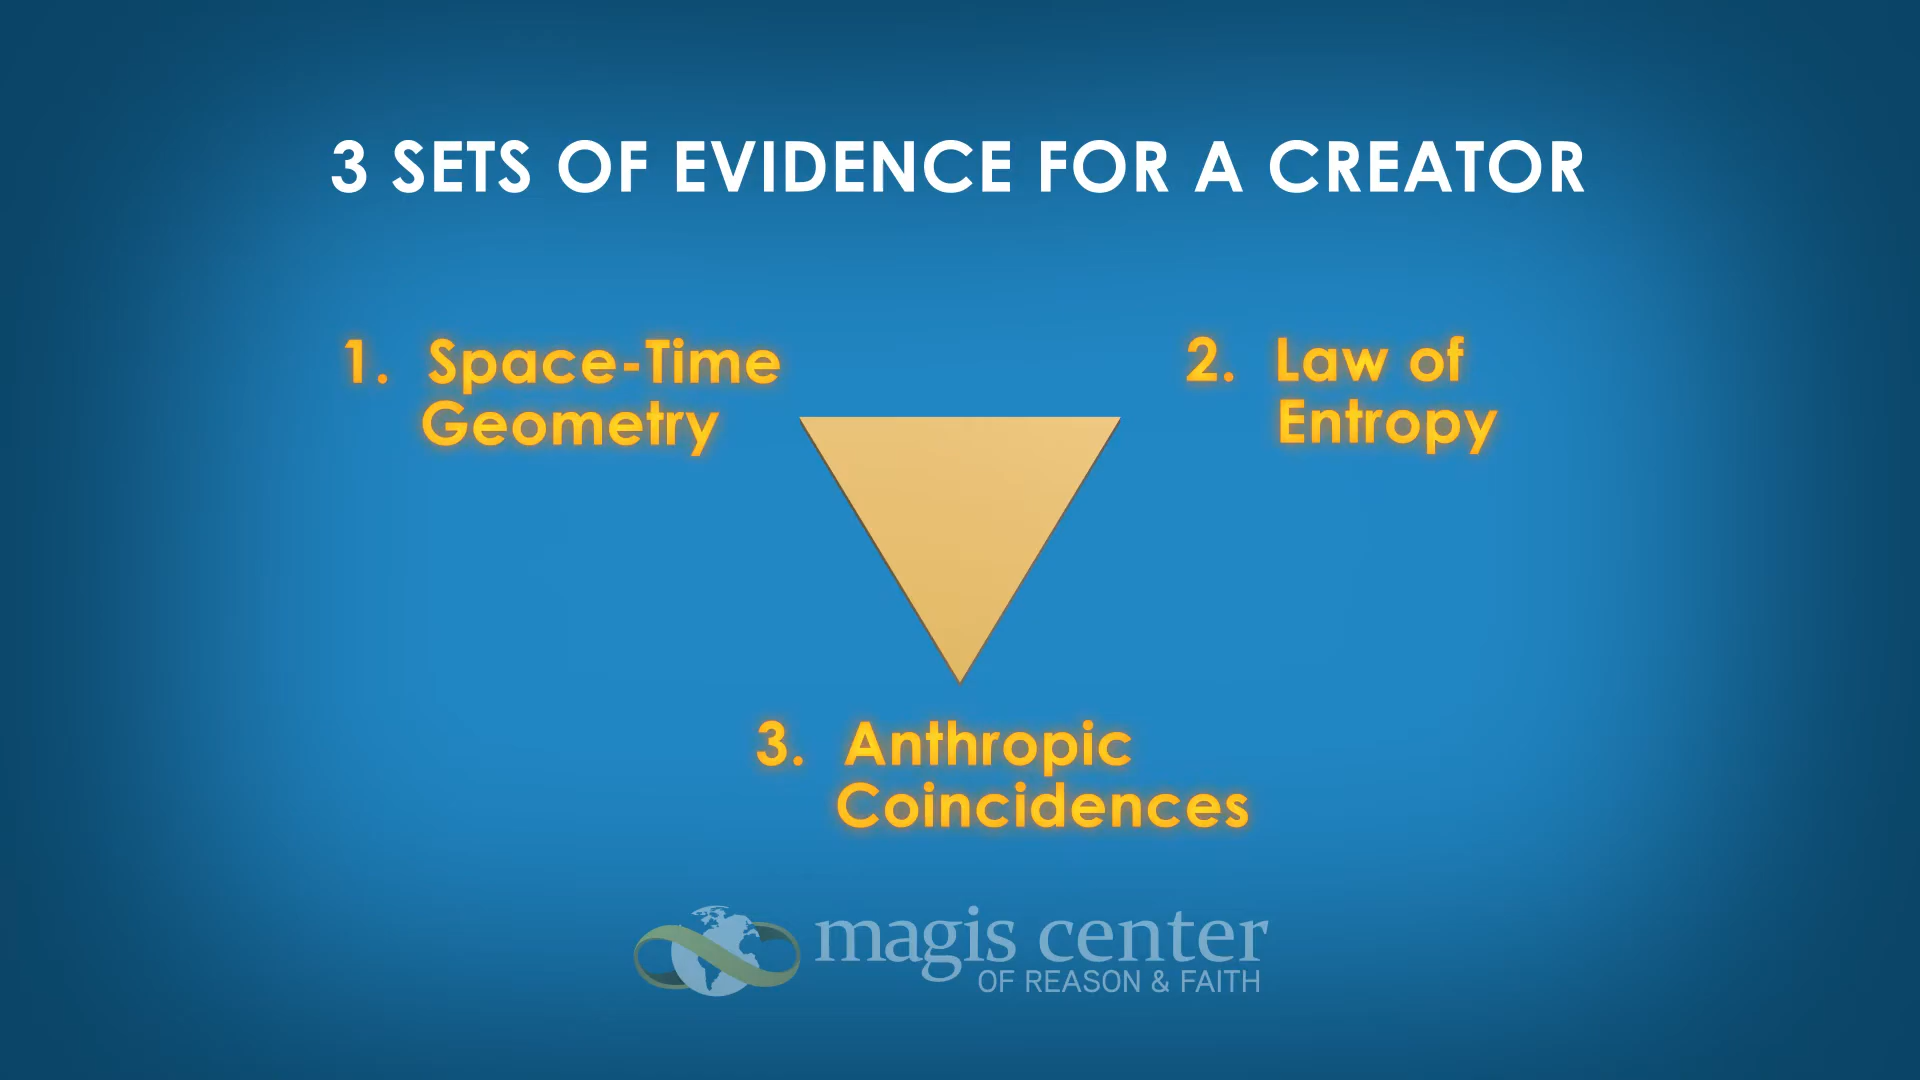 3 SETS OF EVIDENCE FOR A CREATOR
1. Space-Time
Geometry
2. Law of
Entropy
3. Anthropic
Coincidences
magis center
OF REASON & FAITH